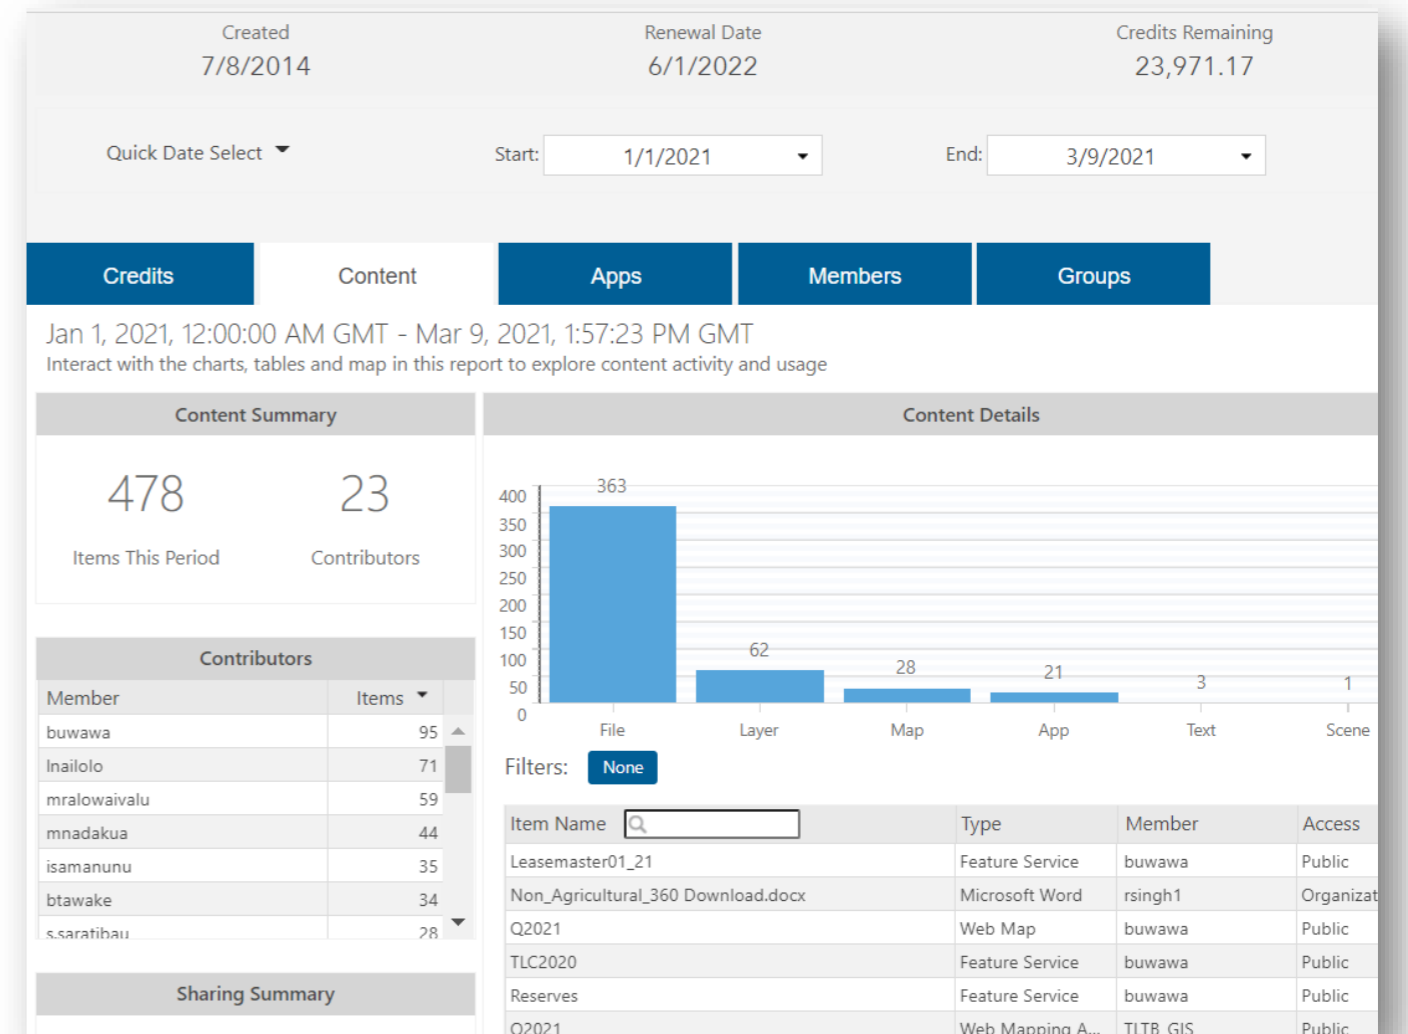 Created
7/8/2014
Renewal Date
6/1/2022
Credits Remaining
23,971.17
Quick Date Select
Start: 1/1/2021
End: 3/9/2021
Credits Content Apps Members Groups
Jan 1, 2021, 12:00:00 AM GMT - Mar 9, 2021, 1:57:23 PM GMT
Interact with the charts, tables and map in this report to explore content activity and usage
Content Summary
478
Items This Period
23
Contributors
Contributors
Member Items
buwawa 95
lnailolo 71
mralowaivalu 59
mnadakua 44
isamanunu 35
btawake 34
s.saratibau 28
Sharing Summary
Content Details
400
350
300
250
200
150
100
50
0
363 62 28 21 3 1
File Layer Map App Text Scene
Filters: None
Item Name Type Member Access
Leasemaster01_21 Feature Service buwawa Public
Non_Agricultural_360 Download.docx Microsoft Word rsingh1 Organizat
Q2021 Web Map buwawa Public
TLC2020 Feature Service buwawa Public
Reserves Feature Service buwawa Public
Q2021 Web Mapping A... TLTB_GIS Public